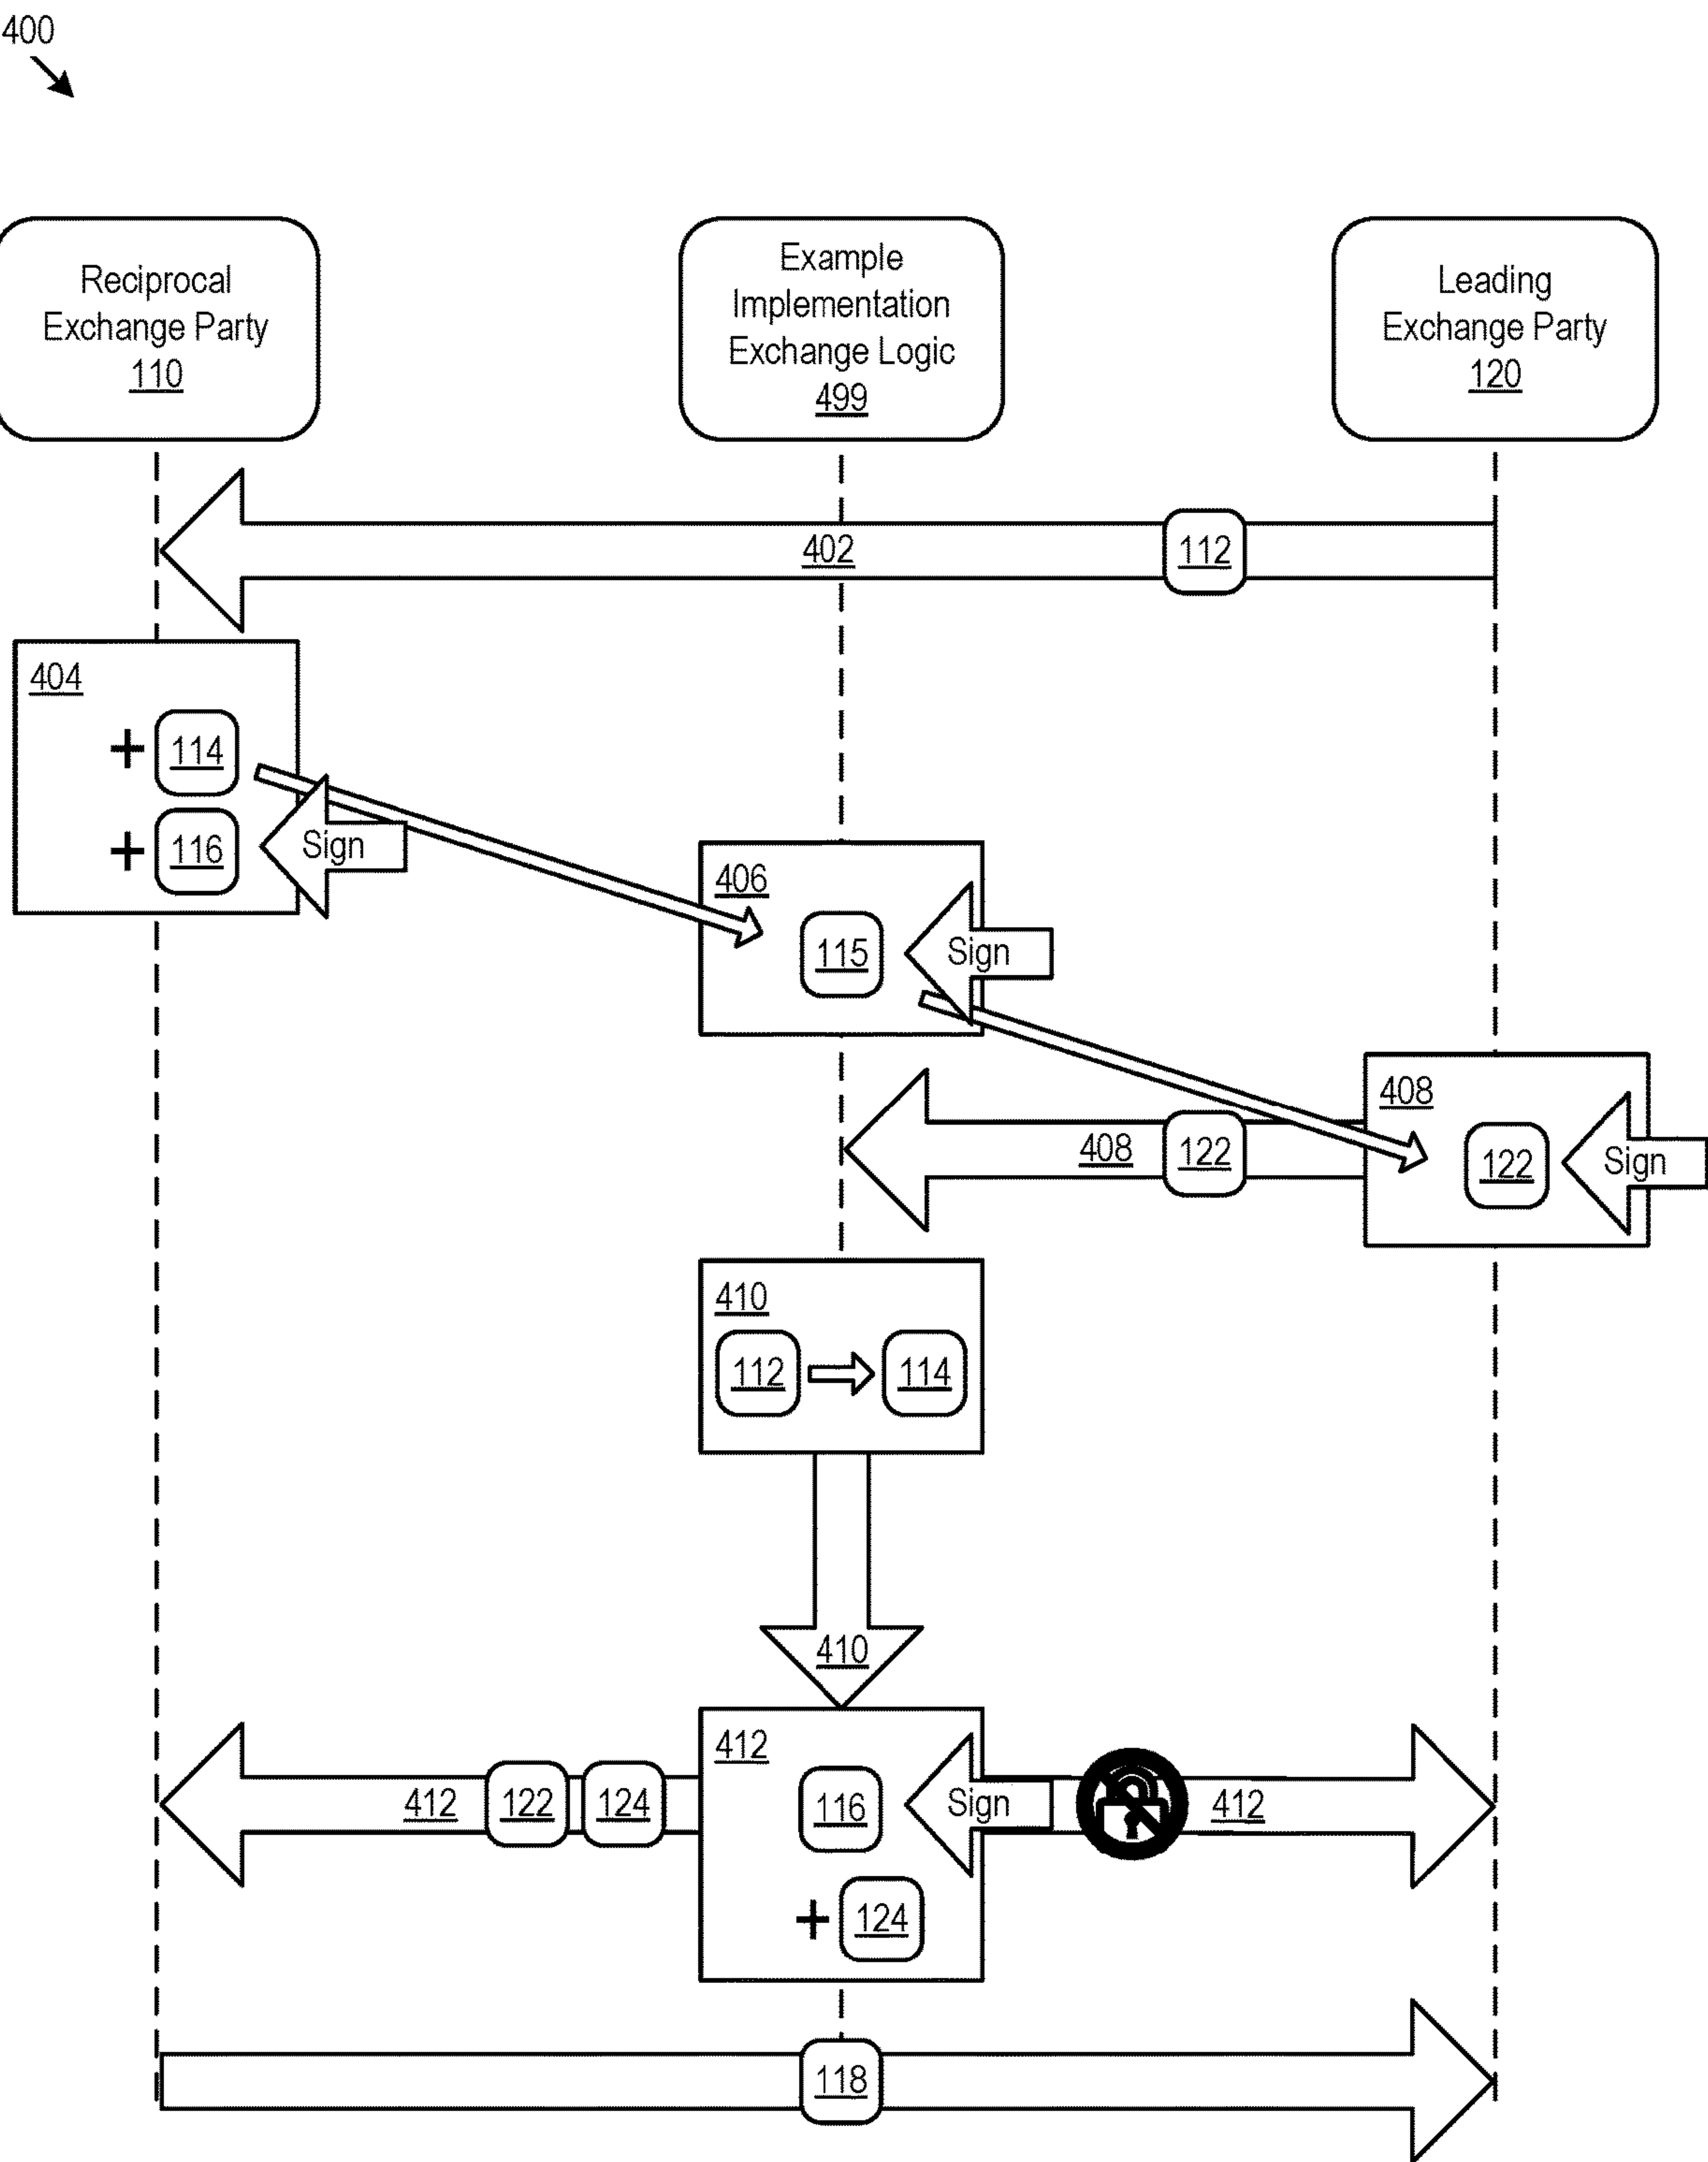 400
Reciprocal
Exchange Party
110
Example
Implementation
Exchange Logic
499
Leading
Exchange Party
120
402
112
404
+ 114
+ 116
Sign
406
115
Sign
408
122
Sign
408
122
410
112
114
410
412
116
Sign
+ 124
412
122
124
412
118